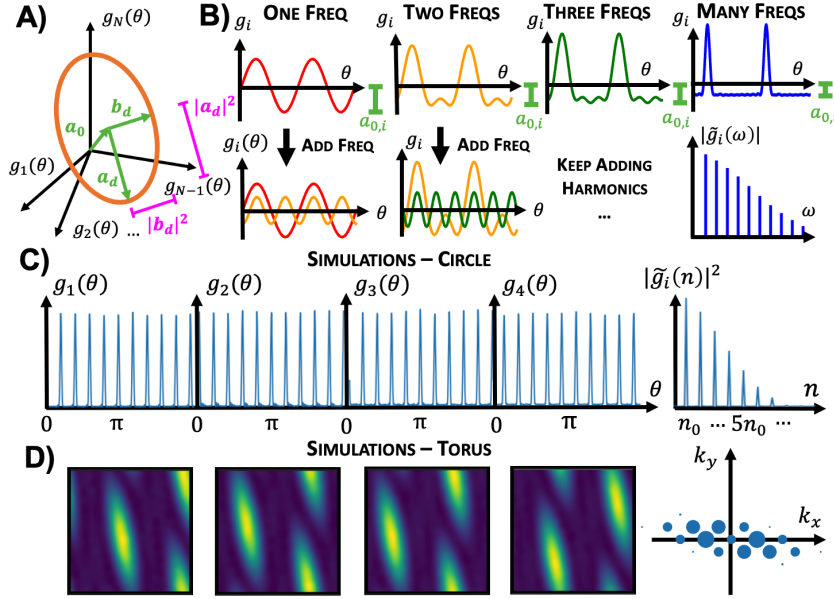 A)
g_N(θ)
b_d
a_0
a_d
|a_d|²
g_1(θ)
g_{N-1}(θ)
g_2(θ) ...
|b_d|²
B)
ONE FREQ
TWO FREQS
THREE FREQS
MANY FREQS
g_i
g_i
g_i
g_i
θ
θ
θ
θ
a_{0,i}
a_{0,i}
a_{0,i}
a_{0,i}
g_i(θ)
ADD FREQ
g_i
ADD FREQ
θ
θ
KEEP ADDING
HARMONICS
...
|g̃_i(ω)|
ω
C)
SIMULATIONS – CIRCLE
g_1(θ)
g_2(θ)
g_3(θ)
g_4(θ)
|g̃_i(n)|²
θ
n
0
π
0
π
0
π
0
π
n_0 ... 5n_0 ...
SIMULATIONS – TORUS
D)
k_y
k_x